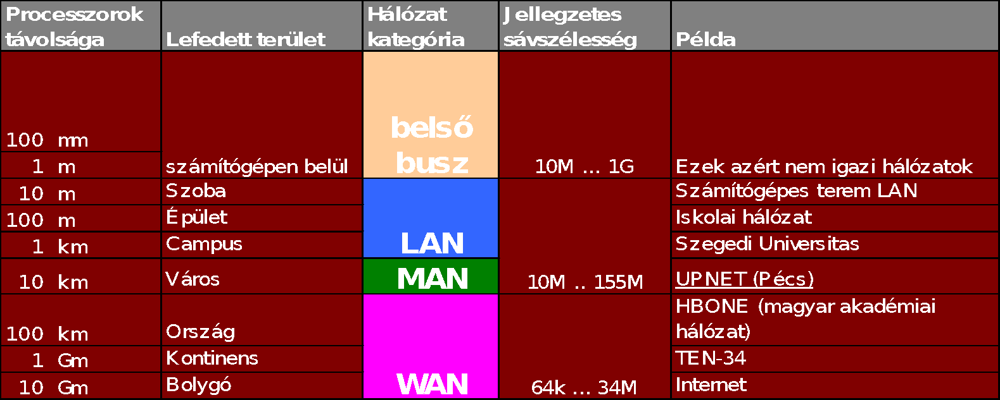 Processzorok távolsága Lefedett terület Hálózat kategória Jellegzetes sávszélesség Példa
100 mm
1 m számítógépen belül belső busz 10M ... 1G Ezek azért nem igazi hálózatok
10 m Szoba Számítógépes terem LAN
100 m Épület Iskolai hálózat
1 km Campus LAN Szegedi Universitas
10 km Város MAN 10M .. 155M UPNET (Pécs)
100 km Ország HBONE (magyar akadémiai hálózat)
1 Gm Kontinens TEN-34
10 Gm Bolygó WAN 64k ... 34M Internet